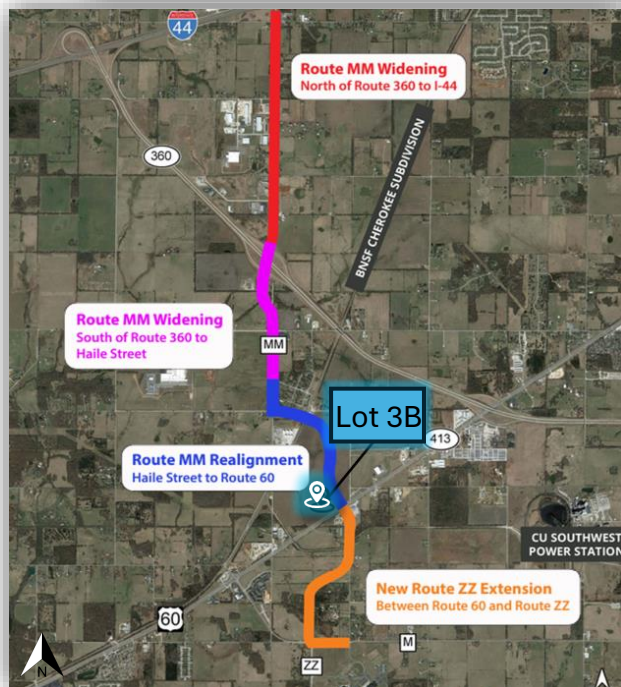 INTERSTATE
44
Route MM Widening
North of Route 360 to I-44
360
BNSF CHEROKEE SUBDIVISION
Route MM Widening
South of Route 360 to
Haile Street
MM
Lot 3B
413
Route MM Realignment
Haile Street to Route 60
CU SOUTHWEST
POWER STATION
New Route ZZ Extension
Between Route 60 and Route ZZ
60
M
ZZ
N